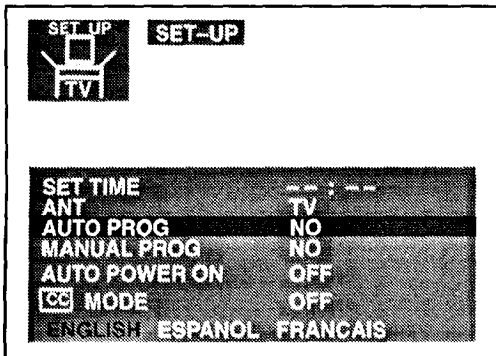 SET UP
SET-UP
TV
SET TIME -- : --
ANT TV
AUTO PROG NO
MANUAL PROG NO
AUTO POWER ON OFF
CC MODE OFF
ENGLISH ESPANOL FRANCAIS